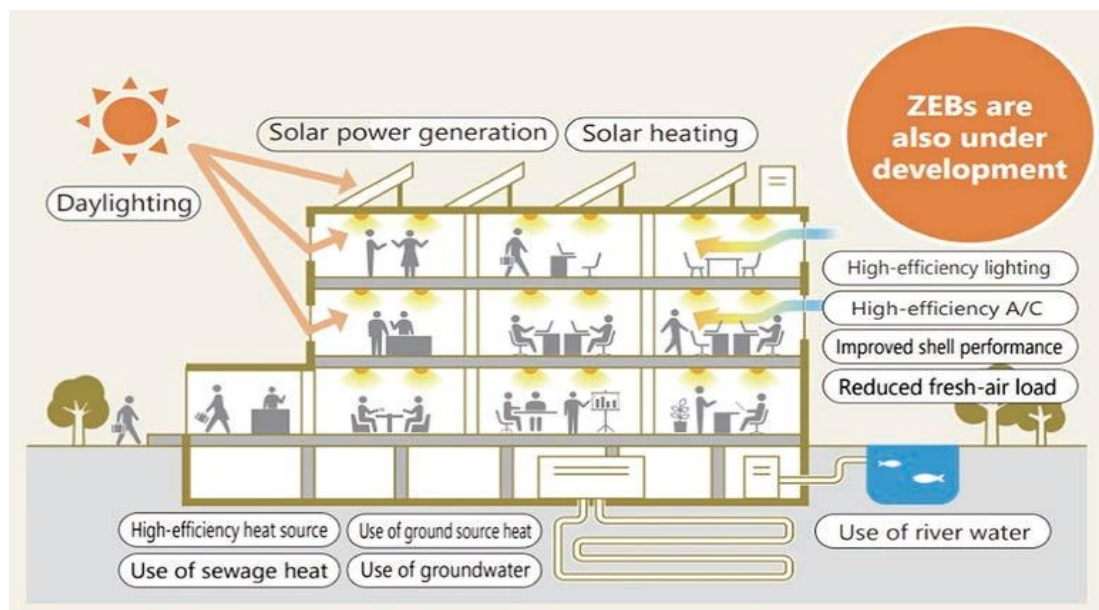 ZEBs are
also under
development
Solar power generation
Solar heating
Daylighting
High-efficiency lighting
High-efficiency A/C
Improved shell performance
Reduced fresh-air load
High-efficiency heat source
Use of ground source heat
Use of river water
Use of sewage heat
Use of groundwater